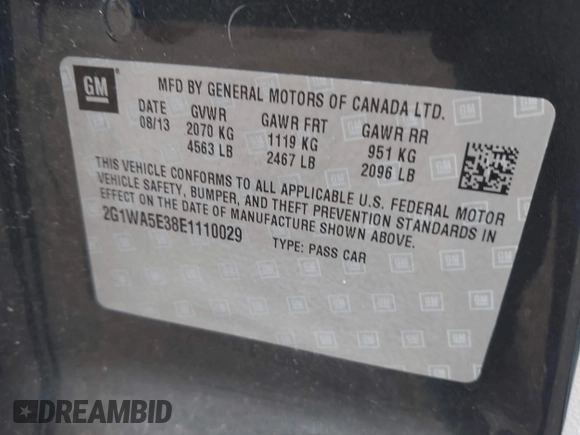 GM
MFD BY GENERAL MOTORS OF CANADA LTD.
DATE GVWR GAWR FRT GAWR RR
08/13 2070 KG 1119 KG 951 KG
4563 LB 2467 LB 2096 LB
THIS VEHICLE CONFORMS TO ALL APPLICABLE U.S. FEDERAL MOTOR
VEHICLE SAFETY, BUMPER, AND THEFT PREVENTION STANDARDS IN
EFFECT ON THE DATE OF MANUFACTURE SHOWN ABOVE.
2G1WA5E38E1110029 TYPE: PASS CAR
DREAMBID